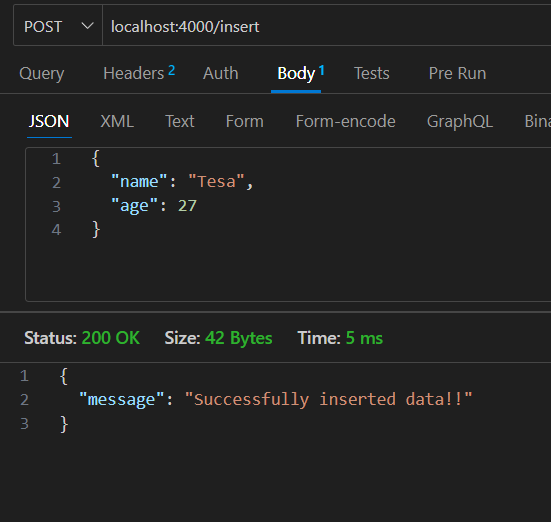 POST localhost:4000/insert
Query Headers 2 Auth Body 1 Tests Pre Run
JSON XML Text Form Form-encode GraphQL Bina
1 {
2 "name": "Tesa",
3 "age": 27
4 }
Status: 200 OK Size: 42 Bytes Time: 5 ms
1 {
2 "message": "Successfully inserted data!!"
3 }